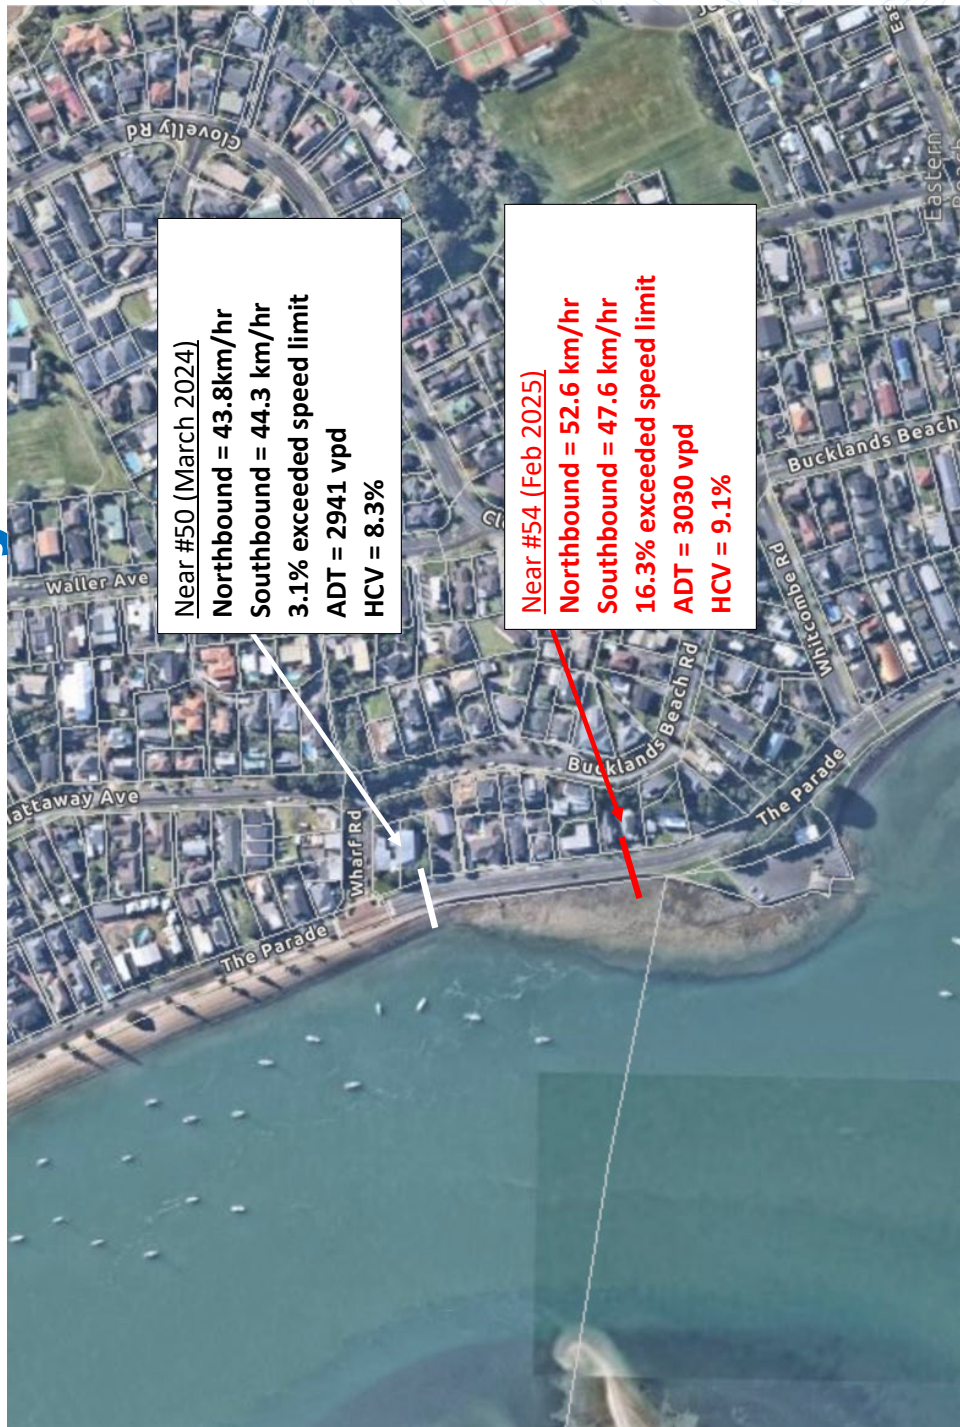 Near #50 (March 2024)
Northbound = 43.8km/hr
Southbound = 44.3 km/hr
3.1% exceeded speed limit
ADT = 2941 vpd
HCV = 8.3%
Near #54 (Feb 2025)
Northbound = 52.6 km/hr
Southbound = 47.6 km/hr
16.3% exceeded speed limit
ADT = 3030 vpd
HCV = 9.1%
Clovelly Rd
Waller Ave
Wharf Rd
The Parade
Bucklands Beach Rd
The Parade
Whitcombe Rd
Bucklands Beach
Eastern